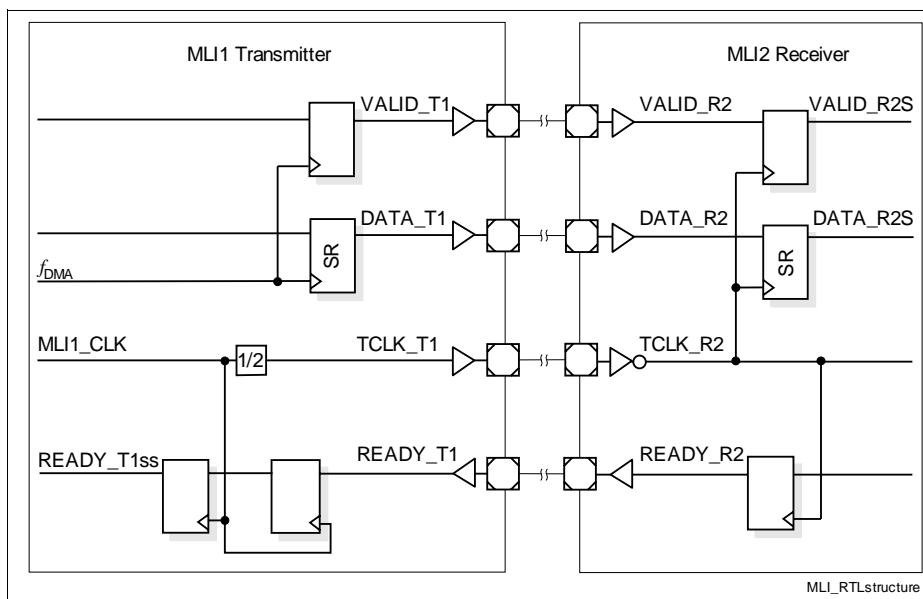 MLI1 Transmitter
MLI2 Receiver
VALID_T1
VALID_R2
VALID_R2S
DATA_T1
DATA_R2
DATA_R2S
SR
SR
fDMA
MLI1_CLK
1/2
TCLK_T1
TCLK_R2
READY_T1ss
READY_T1
READY_R2
MLI_RTLstructure